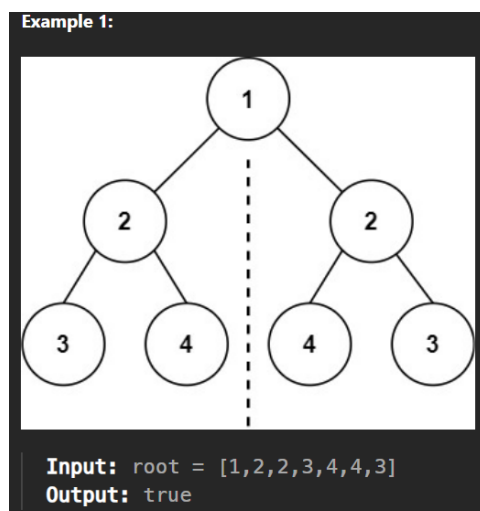 Example 1:
1
2 2
3 4 4 3
Input: root = [1,2,2,3,4,4,3]
Output: true